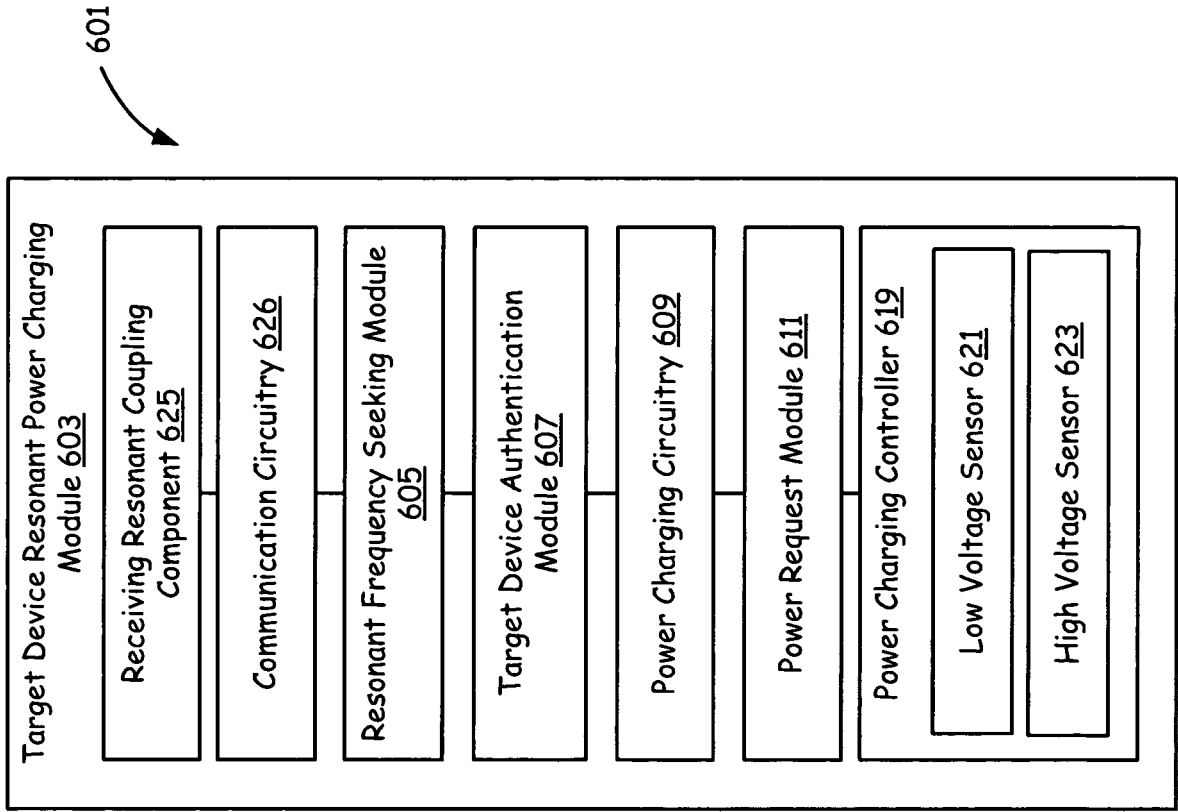 Target Device Resonant Power Charging
Module 603
Receiving Resonant Coupling
Component 625
Communication Circuitry 626
Resonant Frequency Seeking Module
605
Target Device Authentication
Module 607
Power Charging Circuitry 609
Power Request Module 611
Power Charging Controller 619
Low Voltage Sensor 621
High Voltage Sensor 623
601